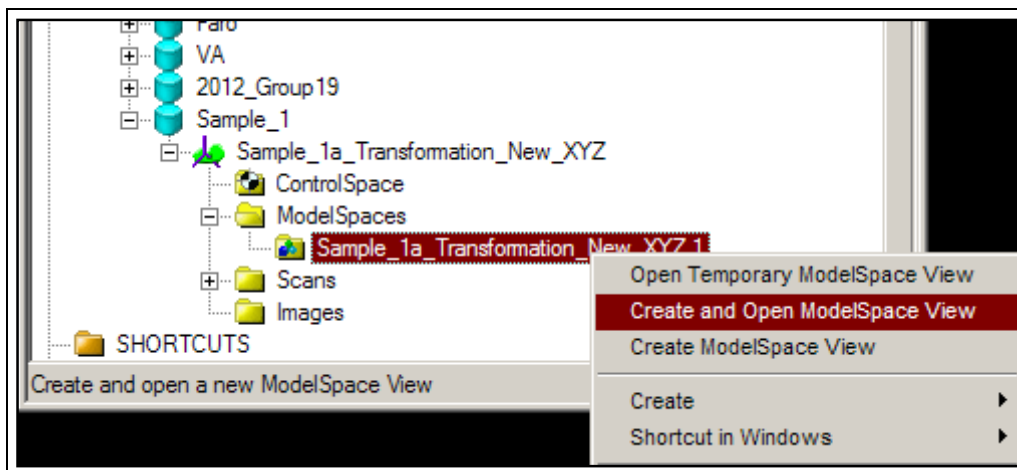 Faro
VA
2012_Group19
Sample_1
Sample_1a_Transformation_New_XYZ
ControlSpace
ModelSpaces
Sample_1a_Transformation_New_XYZ 1
Scans
Images
SHORTCUTS
Create and open a new ModelSpace View
Open Temporary ModelSpace View
Create and Open ModelSpace View
Create ModelSpace View
Create
Shortcut in Windows